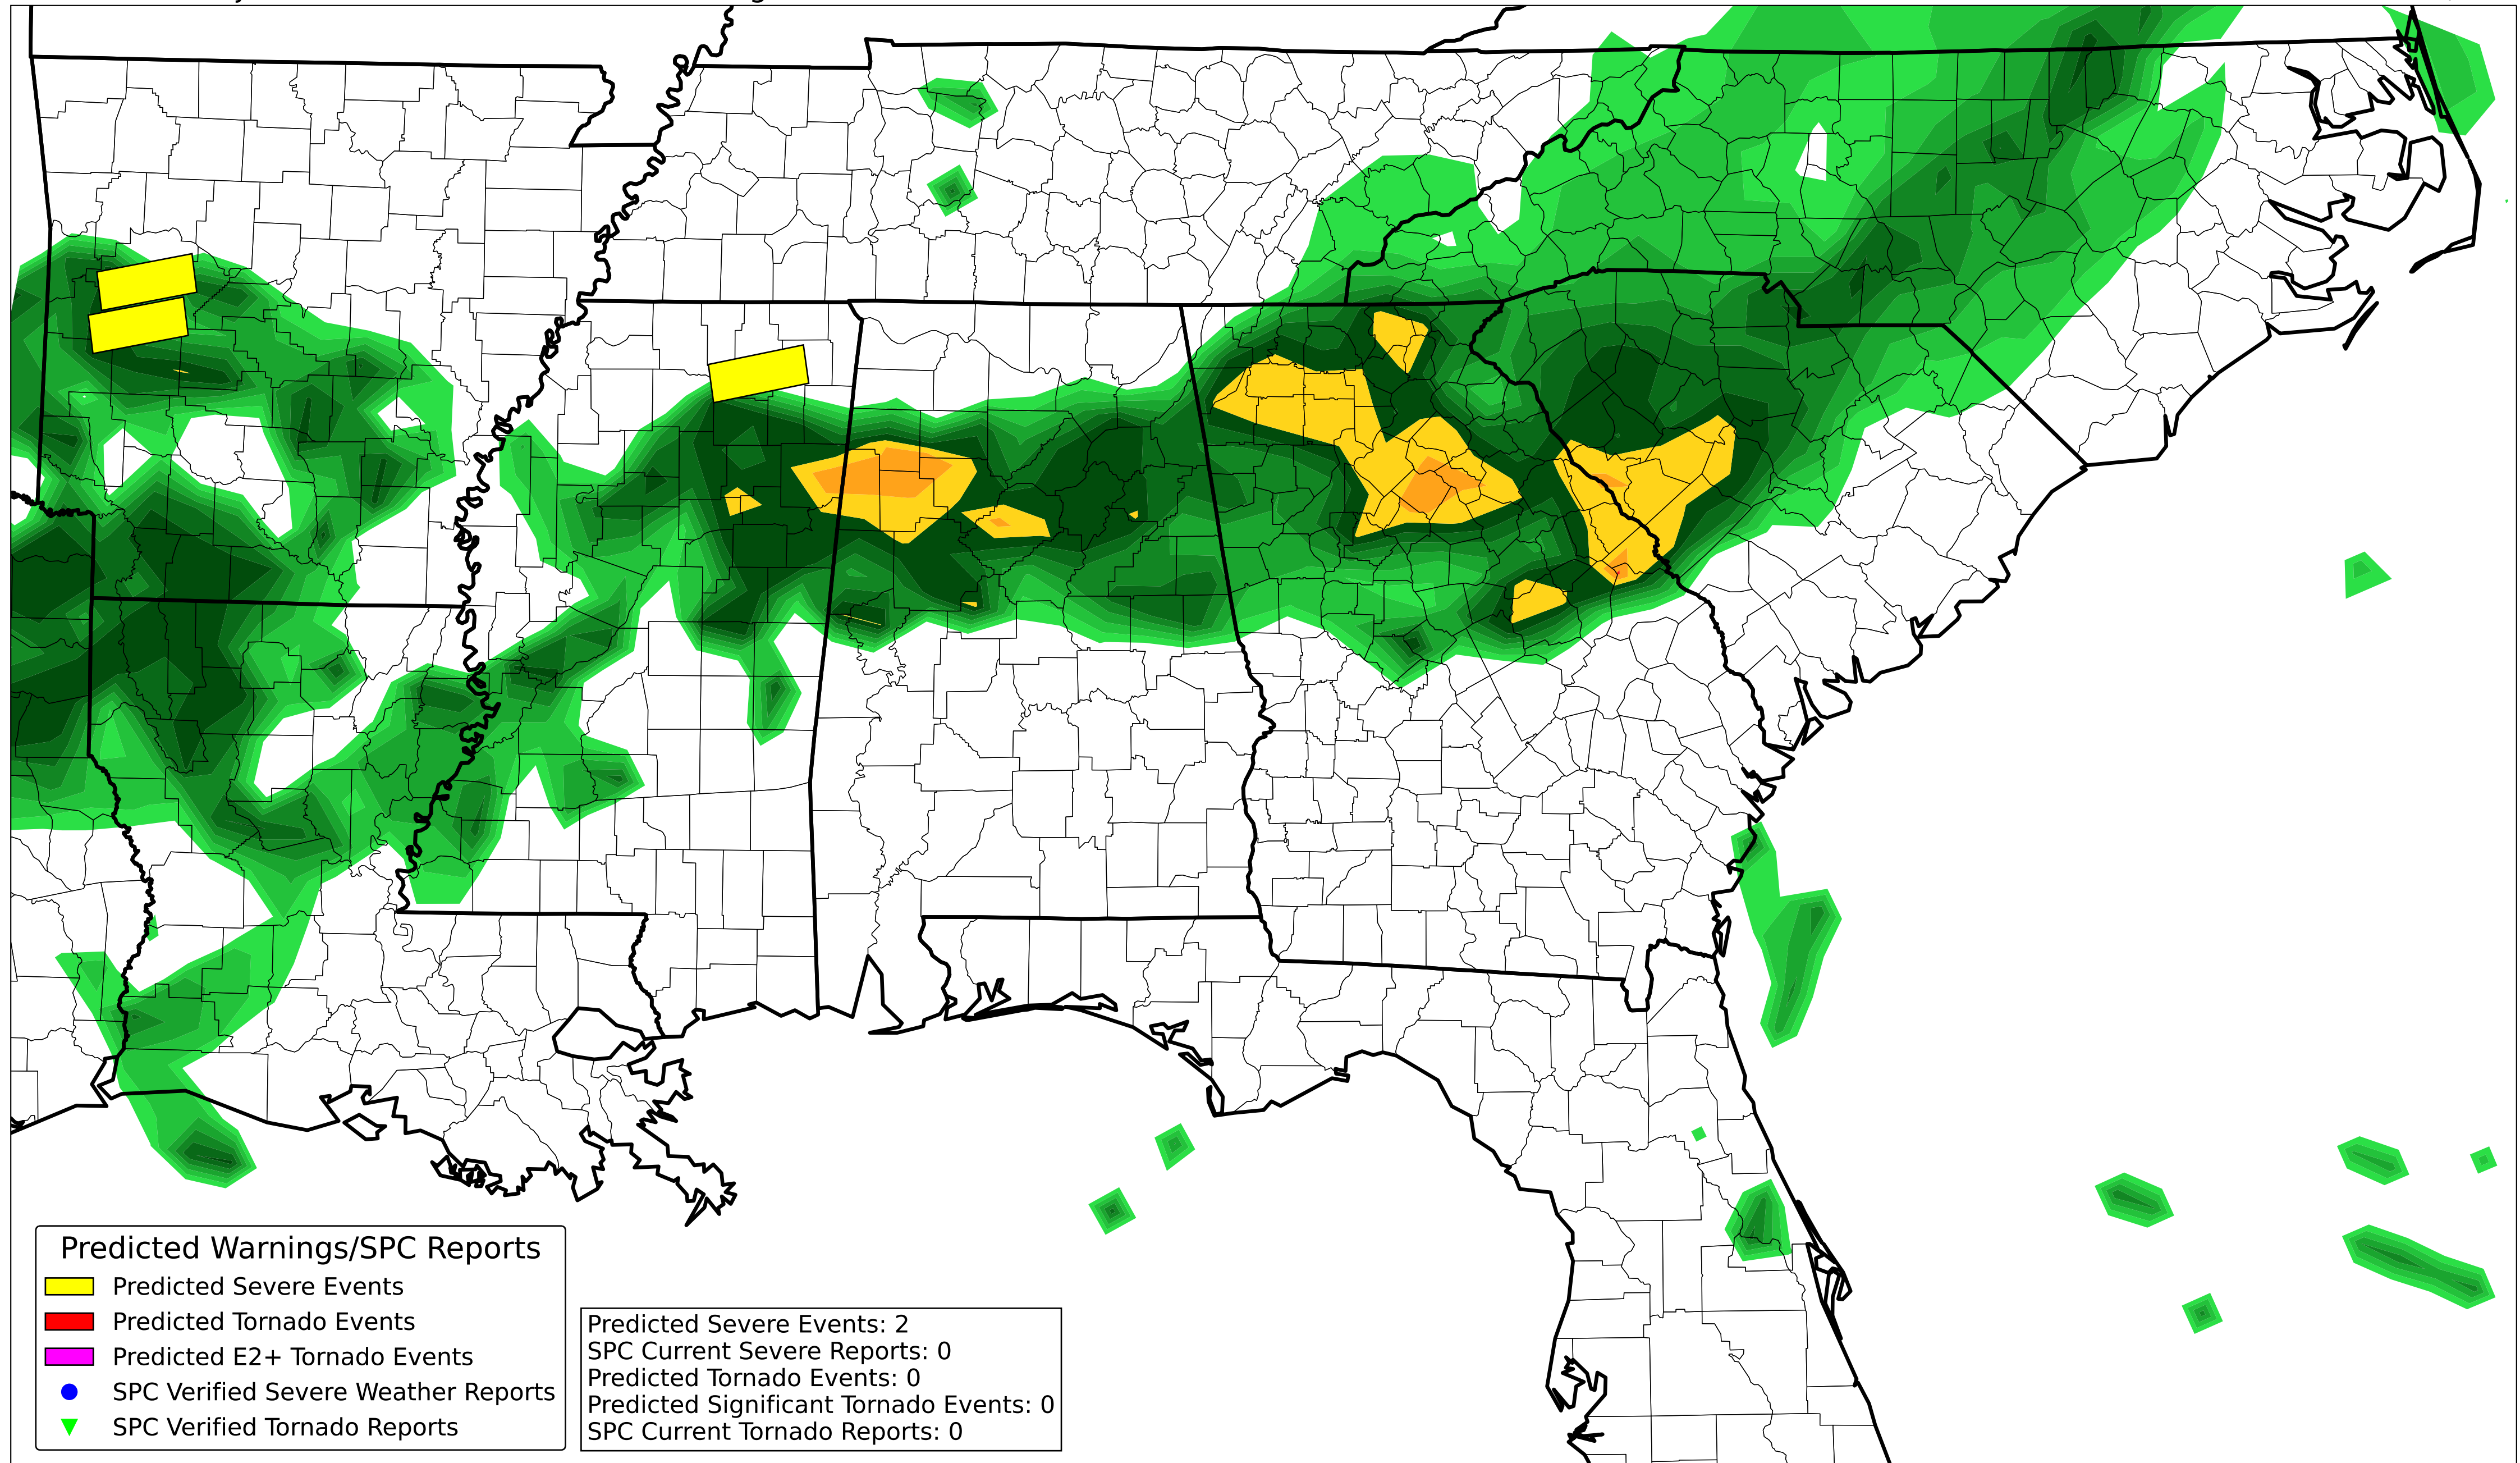 Predicted Warnings/SPC Reports
Predicted Severe Events
Predicted Tornado Events
Predicted E2+ Tornado Events
SPC Verified Severe Weather Reports
SPC Verified Tornado Reports
Predicted Severe Events: 2
SPC Current Severe Reports: 0
Predicted Tornado Events: 0
Predicted Significant Tornado Events: 0
SPC Current Tornado Reports: 0